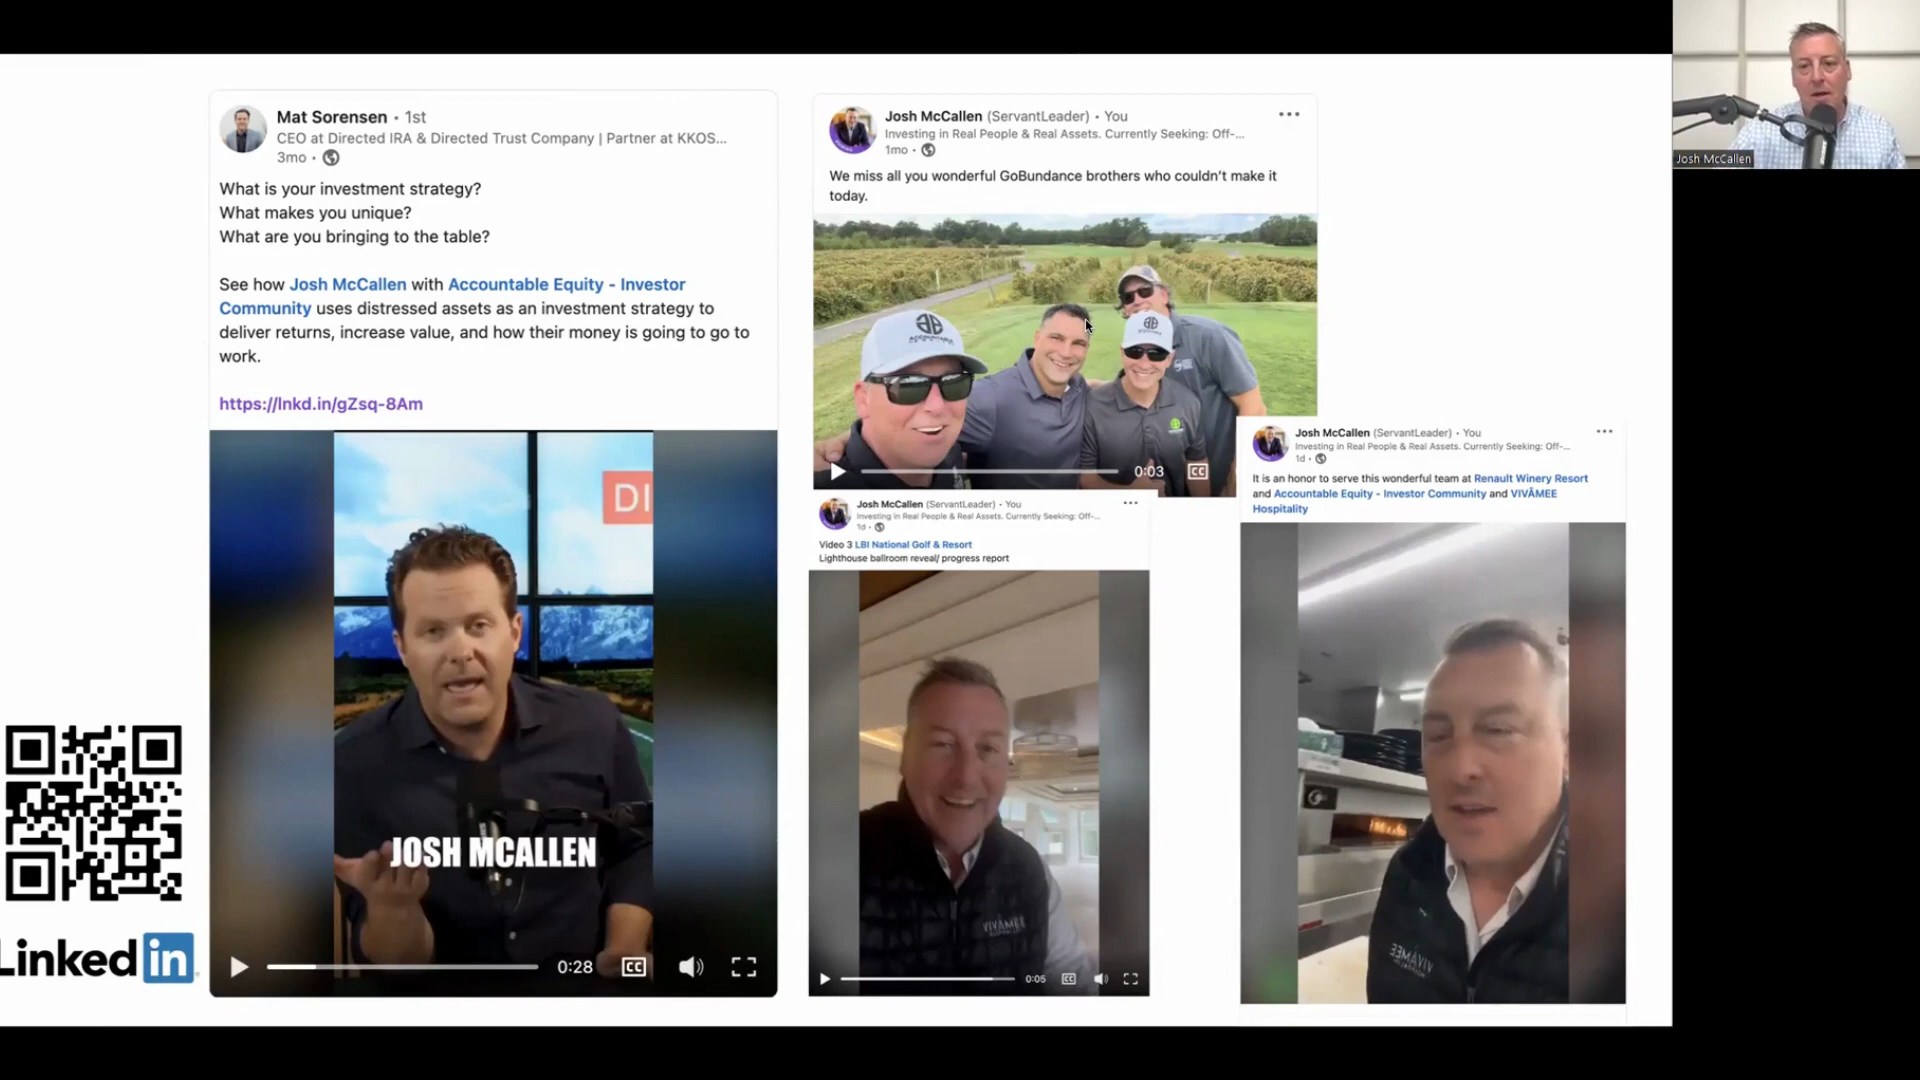 Mat Sorensen • 1st
CEO at Directed IRA & Directed Trust Company | Partner at KKOS...
3mo •
What is your investment strategy?
What makes you unique?
What are you bringing to the table?
See how Josh McCallen with Accountable Equity - Investor
Community uses distressed assets as an investment strategy to
deliver returns, increase value, and how their money is going to go to
work.
https://lnkd.in/gZsq-8Am
DI
JOSH MCALLEN
0:28
CC
LinkedIn
Josh McCallen (ServantLeader) • You
Investing in Real People & Real Assets. Currently Seeking: Off-...
1mo •
We miss all you wonderful GoBundance brothers who couldn't make it
today.
ACCOUNTABLE
0:03
CC
Josh McCallen (ServantLeader) • You
Investing in Real People & Real Assets. Currently Seeking: Off-...
1d •
Video 3 LBI National Golf & Resort
Lighthouse ballroom reveal/ progress report
VIVÂMEE
0:05
CC
Josh McCallen (ServantLeader) • You
Investing in Real People & Real Assets. Currently Seeking: Off-...
1d •
It is an honor to serve this wonderful team at Renault Winery Resort
and Accountable Equity - Investor Community and VIVÂMEE
Hospitality
VIVÂMEE
Josh McCallen